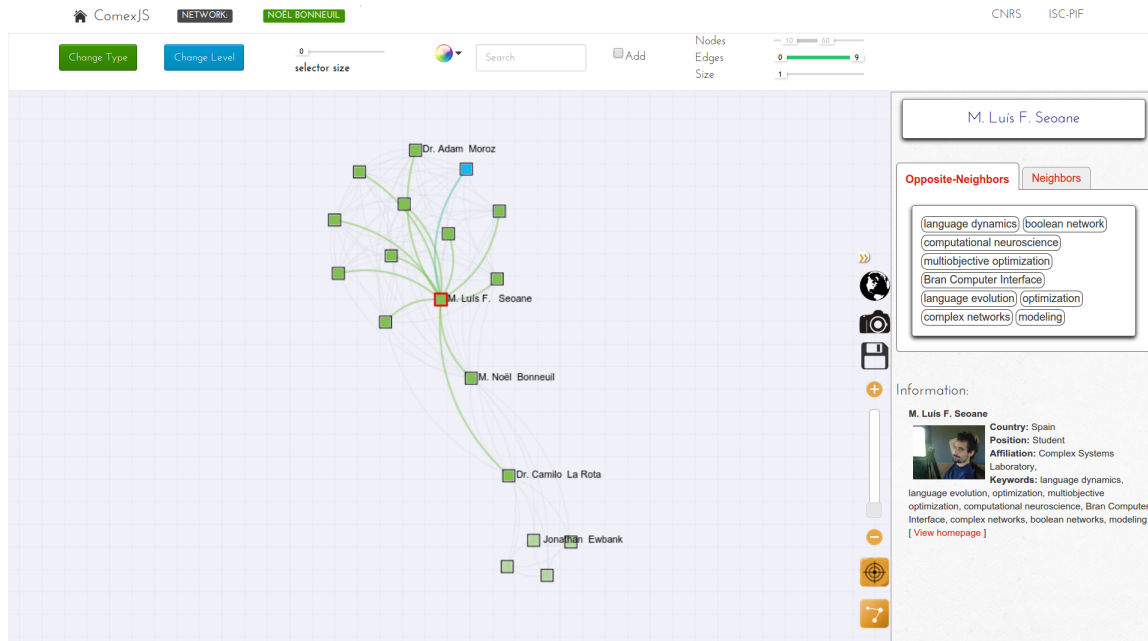 ComexJS NETWORK: NOËL BONNEUIL CNRS ISC-PIF
Change Type Change Level 0 selector size Search Add
Nodes 10 60
Edges 0 9
Size 1
Dr. Adam Moroz
M. Luís F. Seoane
M. Noël Bonneuil
Dr. Camilo La Rota
Jonathan Ewbank
M. Luís F. Seoane
Opposite-Neighbors Neighbors
language dynamics boolean network
computational neuroscience
multiobjective optimization
Bran Computer Interface
language evolution optimization
complex networks modeling
Information:
M. Luís F. Seoane
Country: Spain
Position: Student
Affiliation: Complex Systems
Laboratory,
Keywords: language dynamics,
language evolution, optimization, multiobjective
optimization, computational neuroscience, Bran Computer
Interface, complex networks, boolean networks, modeling
[ View homepage ]